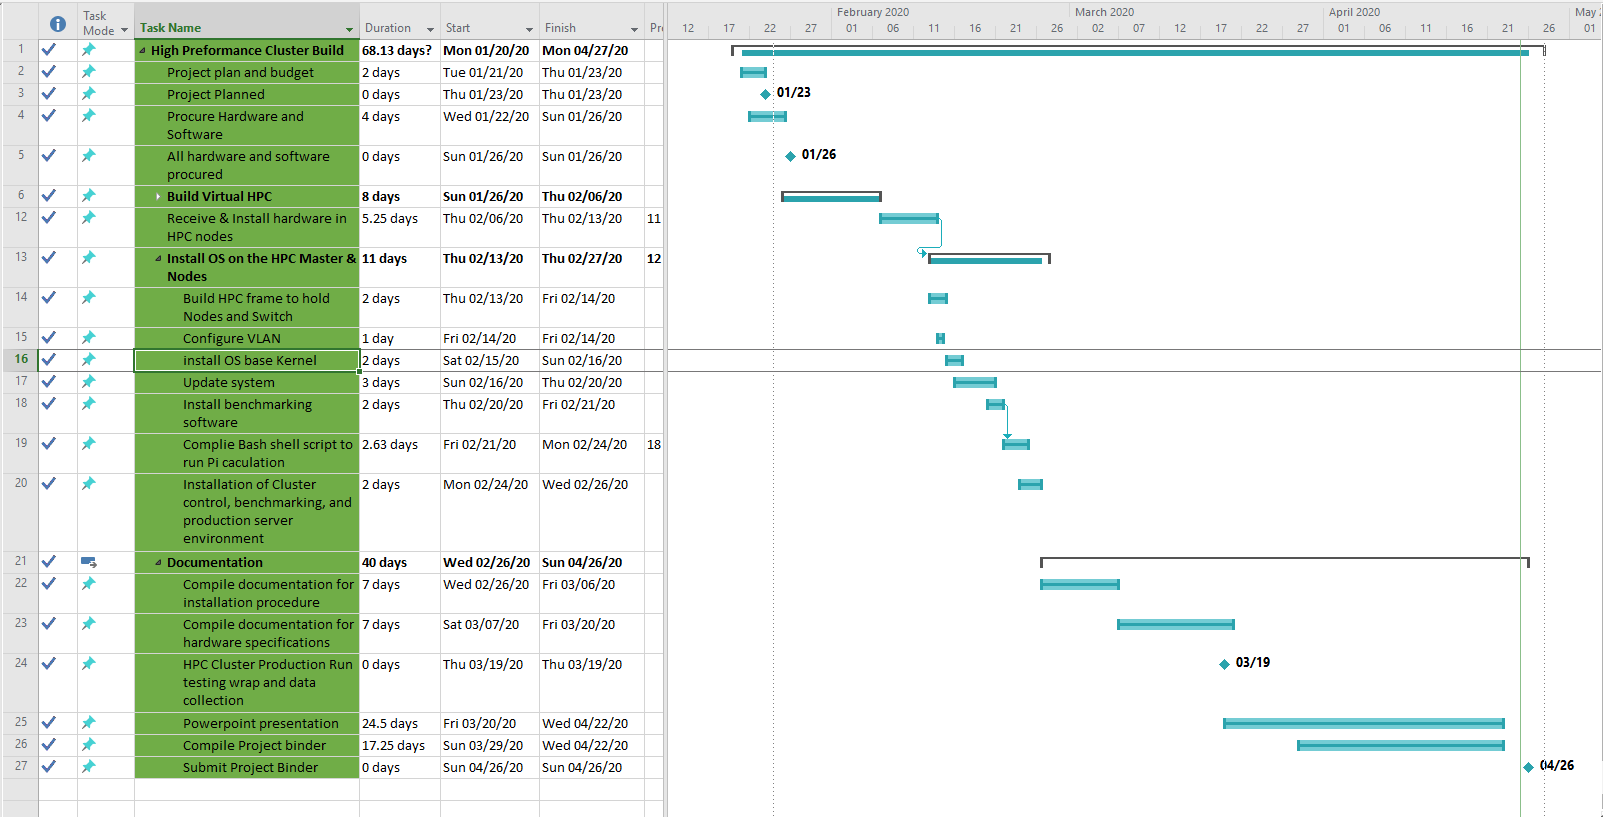 Task
Mode Task Name Duration Start Finish Pr
February 2020 March 2020 April 2020 May
12 17 22 27 01 06 11 16 21 26 02 07 12 17 22 27 01 06 11 16 21 26 01
1 High Preformance Cluster Build 68.13 days? Mon 01/20/20 Mon 04/27/20
2 Project plan and budget 2 days Tue 01/21/20 Thu 01/23/20
3 Project Planned 0 days Thu 01/23/20 Thu 01/23/20 01/23
4 Procure Hardware and 4 days Wed 01/22/20 Sun 01/26/20
Software
5 All hardware and software 0 days Sun 01/26/20 Sun 01/26/20 01/26
procured
6 Build Virtual HPC 8 days Sun 01/26/20 Thu 02/06/20
12 Receive & Install hardware in 5.25 days Thu 02/06/20 Thu 02/13/20 11
HPC nodes
13 Install OS on the HPC Master & 11 days Thu 02/13/20 Thu 02/27/20 12
Nodes
14 Build HPC frame to hold 2 days Thu 02/13/20 Fri 02/14/20
Nodes and Switch
15 Configure VLAN 1 day Fri 02/14/20 Fri 02/14/20
16 install OS base Kernel 2 days Sat 02/15/20 Sun 02/16/20
17 Update system 3 days Sun 02/16/20 Thu 02/20/20
18 Install benchmarking 2 days Thu 02/20/20 Fri 02/21/20
software
19 Complie Bash shell script to 2.63 days Fri 02/21/20 Mon 02/24/20 18
run Pi caculation
20 Installation of Cluster 2 days Mon 02/24/20 Wed 02/26/20
control, benchmarking, and
production server
environment
21 Documentation 40 days Wed 02/26/20 Sun 04/26/20
22 Compile documentation for 7 days Wed 02/26/20 Fri 03/06/20
installation procedure
23 Compile documentation for 7 days Sat 03/07/20 Fri 03/20/20
hardware specifications
24 HPC Cluster Production Run 0 days Thu 03/19/20 Thu 03/19/20 03/19
testing wrap and data
collection
25 Powerpoint presentation 24.5 days Fri 03/20/20 Wed 04/22/20
26 Compile Project binder 17.25 days Sun 03/29/20 Wed 04/22/20
27 Submit Project Binder 0 days Sun 04/26/20 Sun 04/26/20 04/26